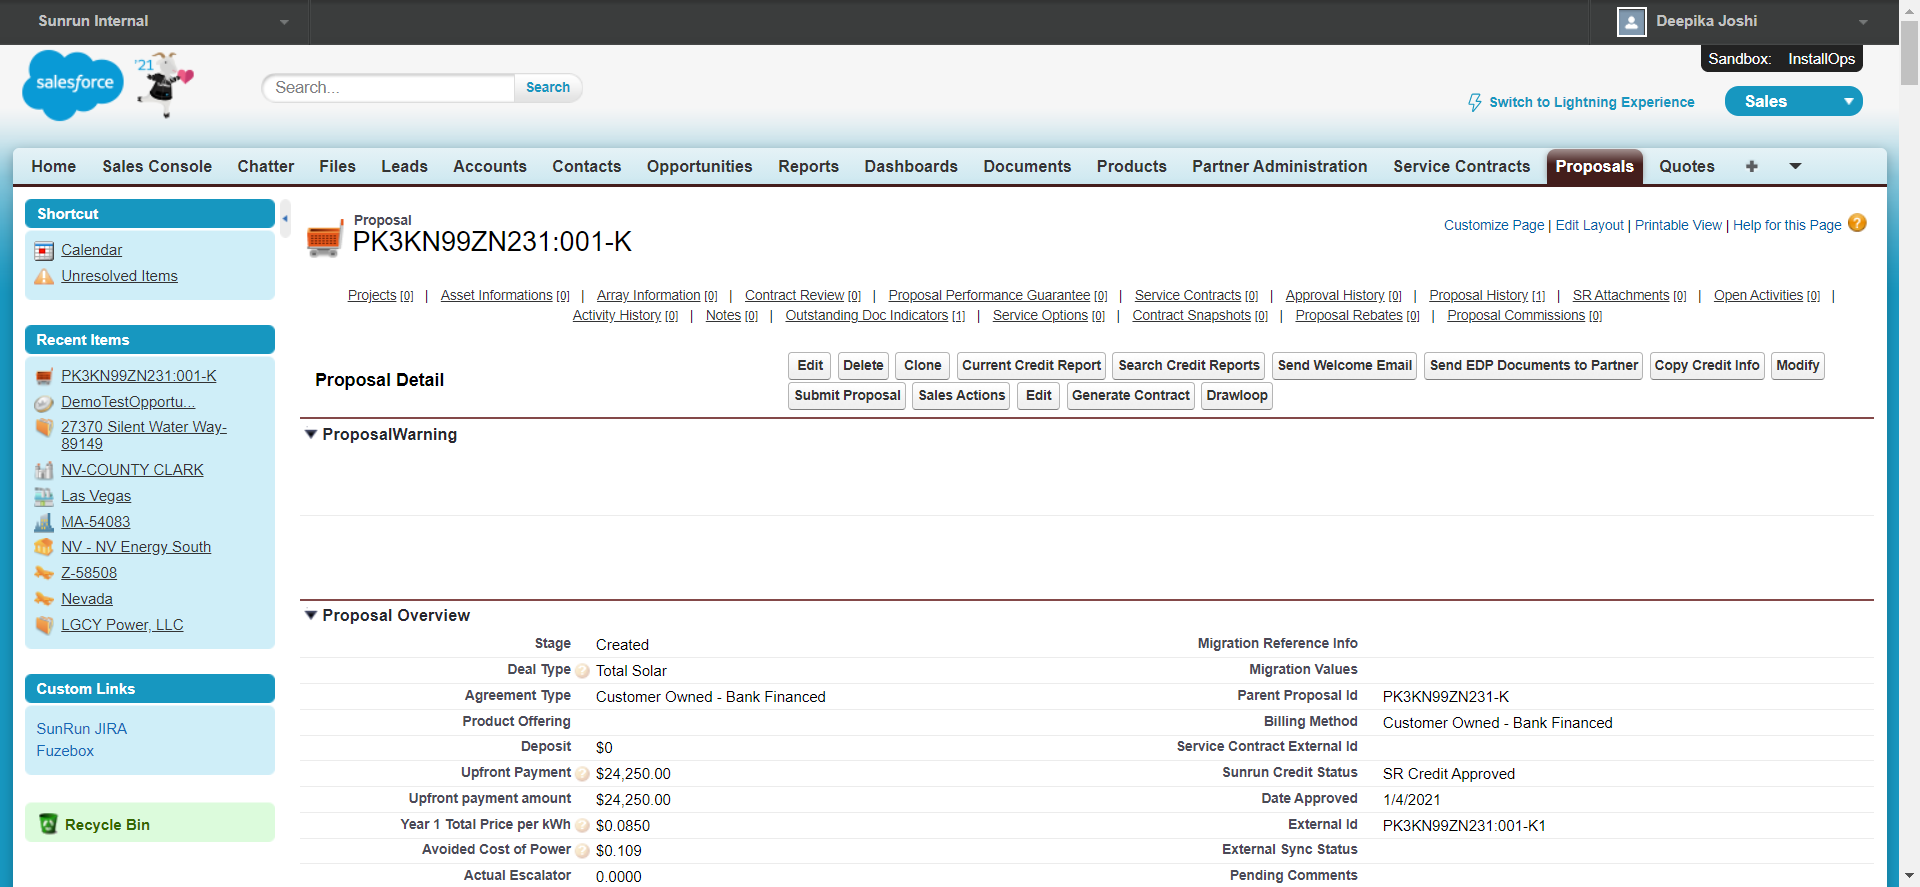 Sunrun Internal
Deepika Joshi
Sandbox: InstallOps
salesforce
'21
Search...
Search
Switch to Lightning Experience
Sales
Home Sales Console Chatter Files Leads Accounts Contacts Opportunities Reports Dashboards Documents Products Partner Administration Service Contracts Proposals Quotes +
Shortcut
Calendar
Unresolved Items
Recent Items
PK3KN99ZN231:001-K
DemoTestOpportu...
27370 Silent Water Way-
89149
NV-COUNTY CLARK
Las Vegas
MA-54083
NV - NV Energy South
Z-58508
Nevada
LGCY Power, LLC
Custom Links
SunRun JIRA
Fuzebox
Recycle Bin
Proposal
PK3KN99ZN231:001-K
Customize Page | Edit Layout | Printable View | Help for this Page ?
Projects [0] | Asset Informations [0] | Array Information [0] | Contract Review [0] | Proposal Performance Guarantee [0] | Service Contracts [0] | Approval History [0] | Proposal History [1] | SR Attachments [0] | Open Activities [0] |
Activity History [0] | Notes [0] | Outstanding Doc Indicators [1] | Service Options [0] | Contract Snapshots [0] | Proposal Rebates [0] | Proposal Commissions [0]
Proposal Detail
Edit Delete Clone Current Credit Report Search Credit Reports Send Welcome Email Send EDP Documents to Partner Copy Credit Info Modify
Submit Proposal Sales Actions Edit Generate Contract Drawloop
ProposalWarning
Proposal Overview
Stage Created Migration Reference Info
Deal Type ? Total Solar Migration Values
Agreement Type Customer Owned - Bank Financed Parent Proposal Id PK3KN99ZN231-K
Product Offering Billing Method Customer Owned - Bank Financed
Deposit $0 Service Contract External Id
Upfront Payment ? $24,250.00 Sunrun Credit Status SR Credit Approved
Upfront payment amount $24,250.00 Date Approved 1/4/2021
Year 1 Total Price per kWh ? $0.0850 External Id PK3KN99ZN231:001-K1
Avoided Cost of Power ? $0.109 External Sync Status
Actual Escalator 0.0000 Pending Comments